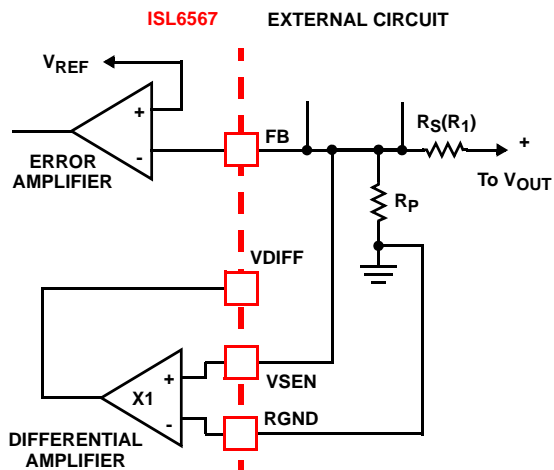 ISL6567
EXTERNAL CIRCUIT
VREF
+
-
FB
RS(R1)
+
To VOUT
ERROR
AMPLIFIER
RP
VDIFF
+
X1
-
VSEN
RGND
DIFFERENTIAL
AMPLIFIER